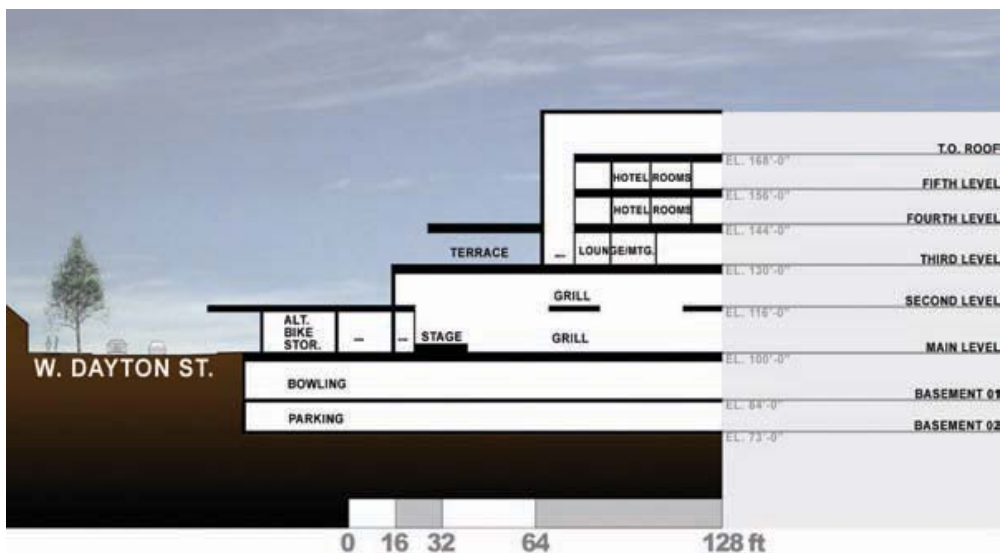 T.O. ROOF
EL. 168'-0"
HOTEL ROOMS
FIFTH LEVEL
EL. 156'-0"
HOTEL ROOMS
FOURTH LEVEL
EL. 144'-0"
TERRACE
---
LOUNGE/MTG.
THIRD LEVEL
EL. 130'-0"
GRILL
SECOND LEVEL
EL. 116'-0"
ALT.
BIKE
STOR.
---
---
STAGE
GRILL
MAIN LEVEL
EL. 100'-0"
W. DAYTON ST.
BOWLING
BASEMENT 01
EL. 84'-0"
PARKING
BASEMENT 02
EL. 73'-0"
0 16 32 64 128 ft